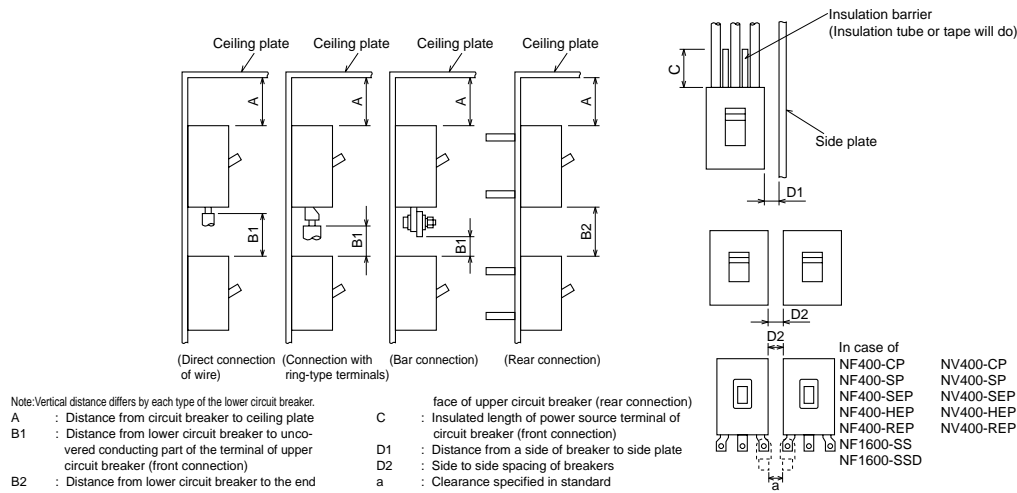 Ceiling plate
Ceiling plate
Ceiling plate
Ceiling plate
A
A
A
A
B1
B1
B1
B2
(Direct connection
of wire)
(Connection with
ring-type terminals)
(Bar connection)
(Rear connection)
Insulation barrier
(Insulation tube or tape will do)
C
Side plate
D1
D2
D2
In case of
NF400-CP NV400-CP
NF400-SP NV400-SP
NF400-SEP NV400-SEP
NF400-HEP NV400-HEP
NF400-REP NV400-REP
NF1600-SS
NF1600-SSD
a
Note:Vertical distance differs by each type of the lower circuit breaker.
A : Distance from circuit breaker to ceiling plate
B1 : Distance from lower circuit breaker to unco-
vered conducting part of the terminal of upper
circuit breaker (front connection)
B2 : Distance from lower circuit breaker to the end
face of upper circuit breaker (rear connection)
C : Insulated length of power source terminal of
circuit breaker (front connection)
D1 : Distance from a side of breaker to side plate
D2 : Side to side spacing of breakers
a : Clearance specified in standard